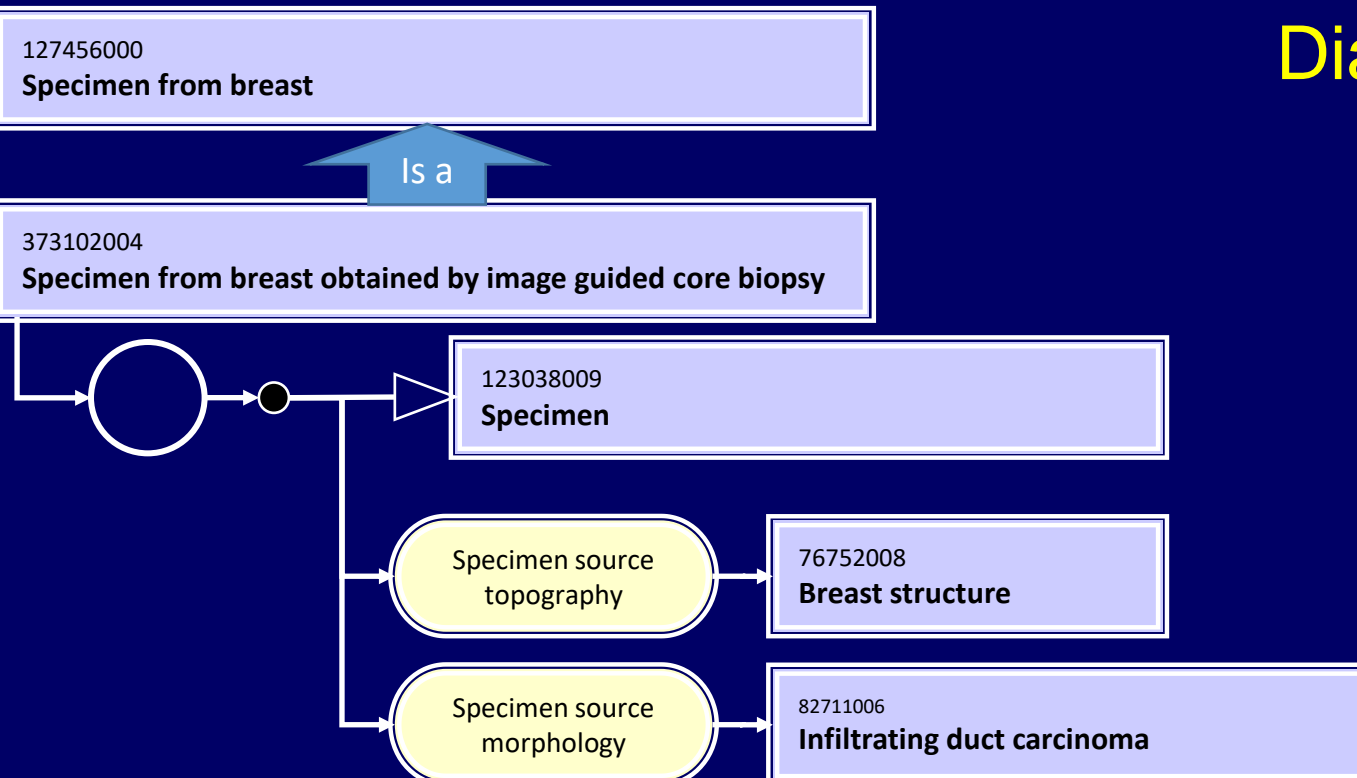 Dia
127456000
Specimen from breast
Is a
373102004
Specimen from breast obtained by image guided core biopsy
123038009
Specimen
Specimen source
topography
76752008
Breast structure
Specimen source
morphology
82711006
Infiltrating duct carcinoma